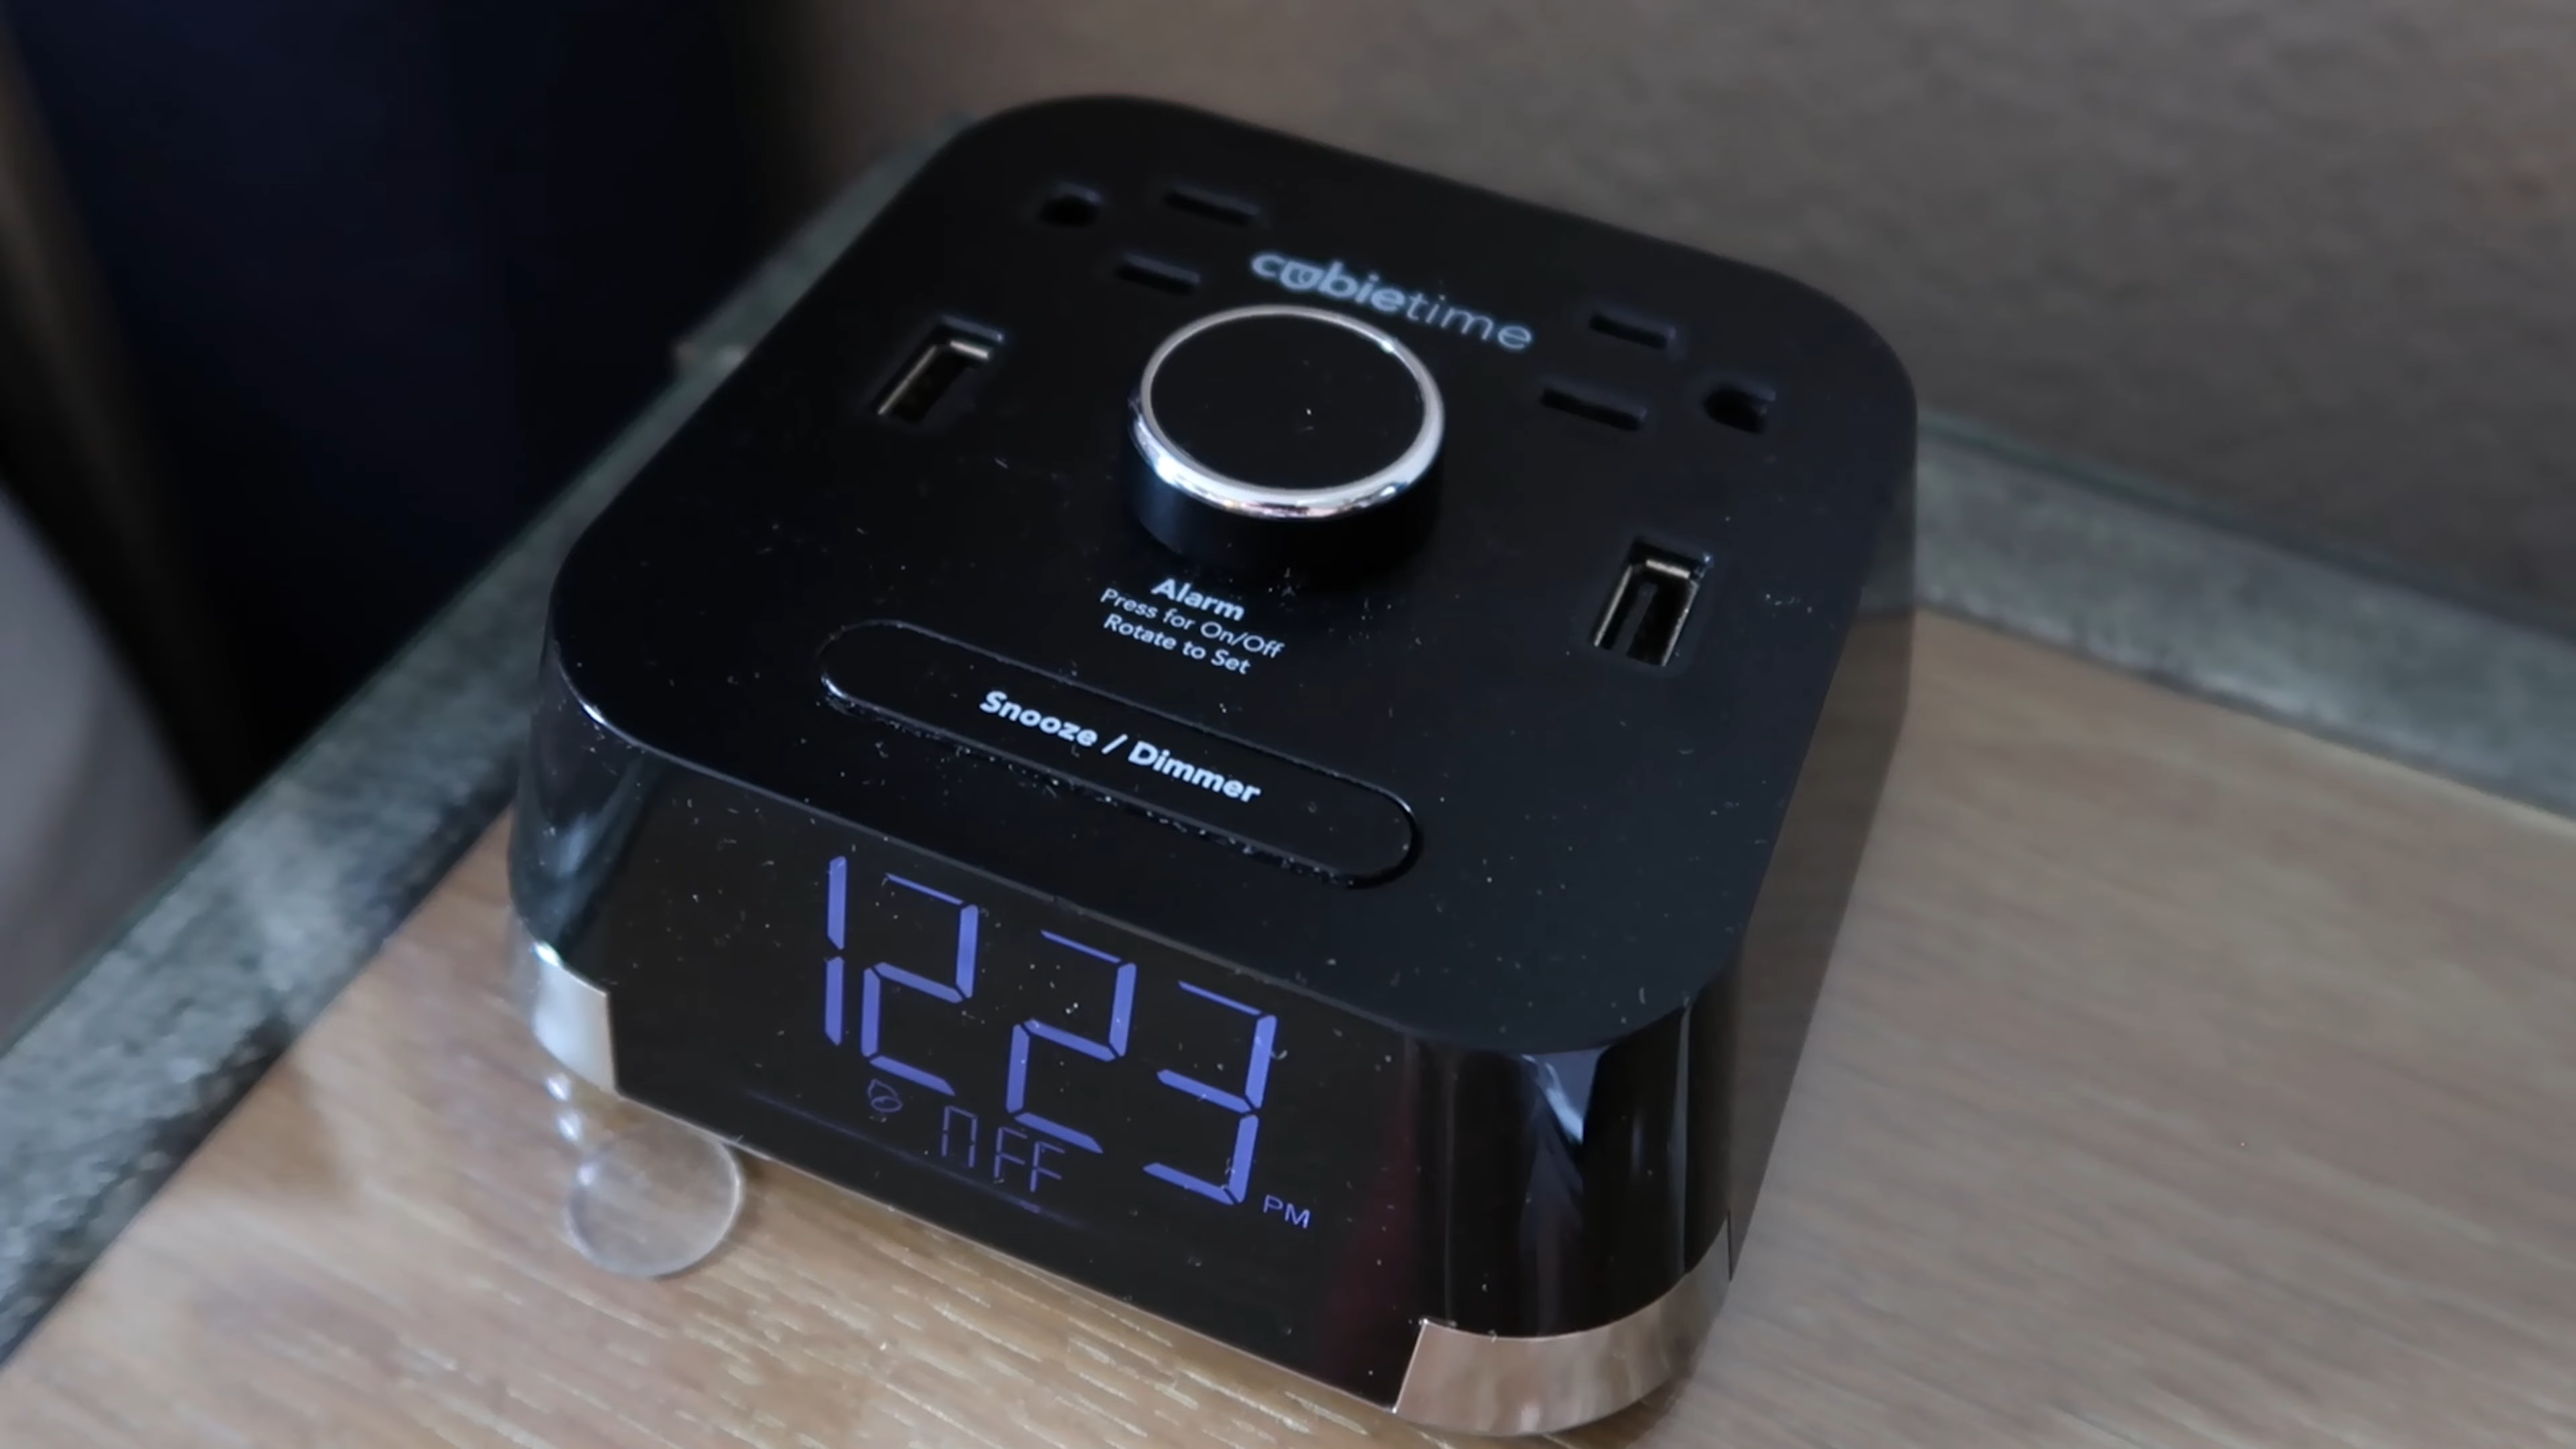 cubietime
Alarm
Press for On/Off
Rotate to Set
Snooze / Dimmer
12 23
OFF
PM